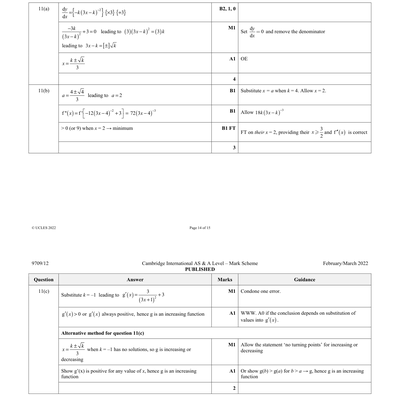 11(a)
dy/dx = [−k(3x−k)⁻²] {×3} {+3}
B2, 1, 0
−3k/(3x−k)² + 3 = 0 leading to (3)(3x−k)² = (3)k
leading to 3x−k = [±]√k
M1
Set dy/dx = 0 and remove the denominator
x = (k±√k)/3
A1
OE
4
11(b)
a = (4±√4)/3 leading to a = 2
B1
Substitute x = a when k = 4. Allow x = 2.
f''(x) = f'[−12(3x−4)⁻² + 3] = 72(3x−4)⁻³
B1
Allow 18k(3x−k)⁻³
> 0 (or 9) when x = 2 → minimum
B1 FT
FT on their x = 2, providing their x ≥ 3/2 and f''(x) is correct
3
© UCLES 2022
Page 14 of 15
9709/12
Cambridge International AS & A Level – Mark Scheme
PUBLISHED
February/March 2022
Question
Answer
Marks
Guidance
11(c)
Substitute k = −1 leading to g'(x) = 3/(3x+1)² + 3
M1
Condone one error.
g'(x) > 0 or g'(x) always positive, hence g is an increasing function
A1
WWW. A0 if the conclusion depends on substitution of
values into g'(x).
Alternative method for question 11(c)
x = (k±√k)/3 when k = −1 has no solutions, so g is increasing or
decreasing
M1
Allow the statement 'no turning points' for increasing or
decreasing
Show g'(x) is positive for any value of x, hence g is an increasing
function
A1
Or show g(b) > g(a) for b > a → g, hence g is an increasing
function
2